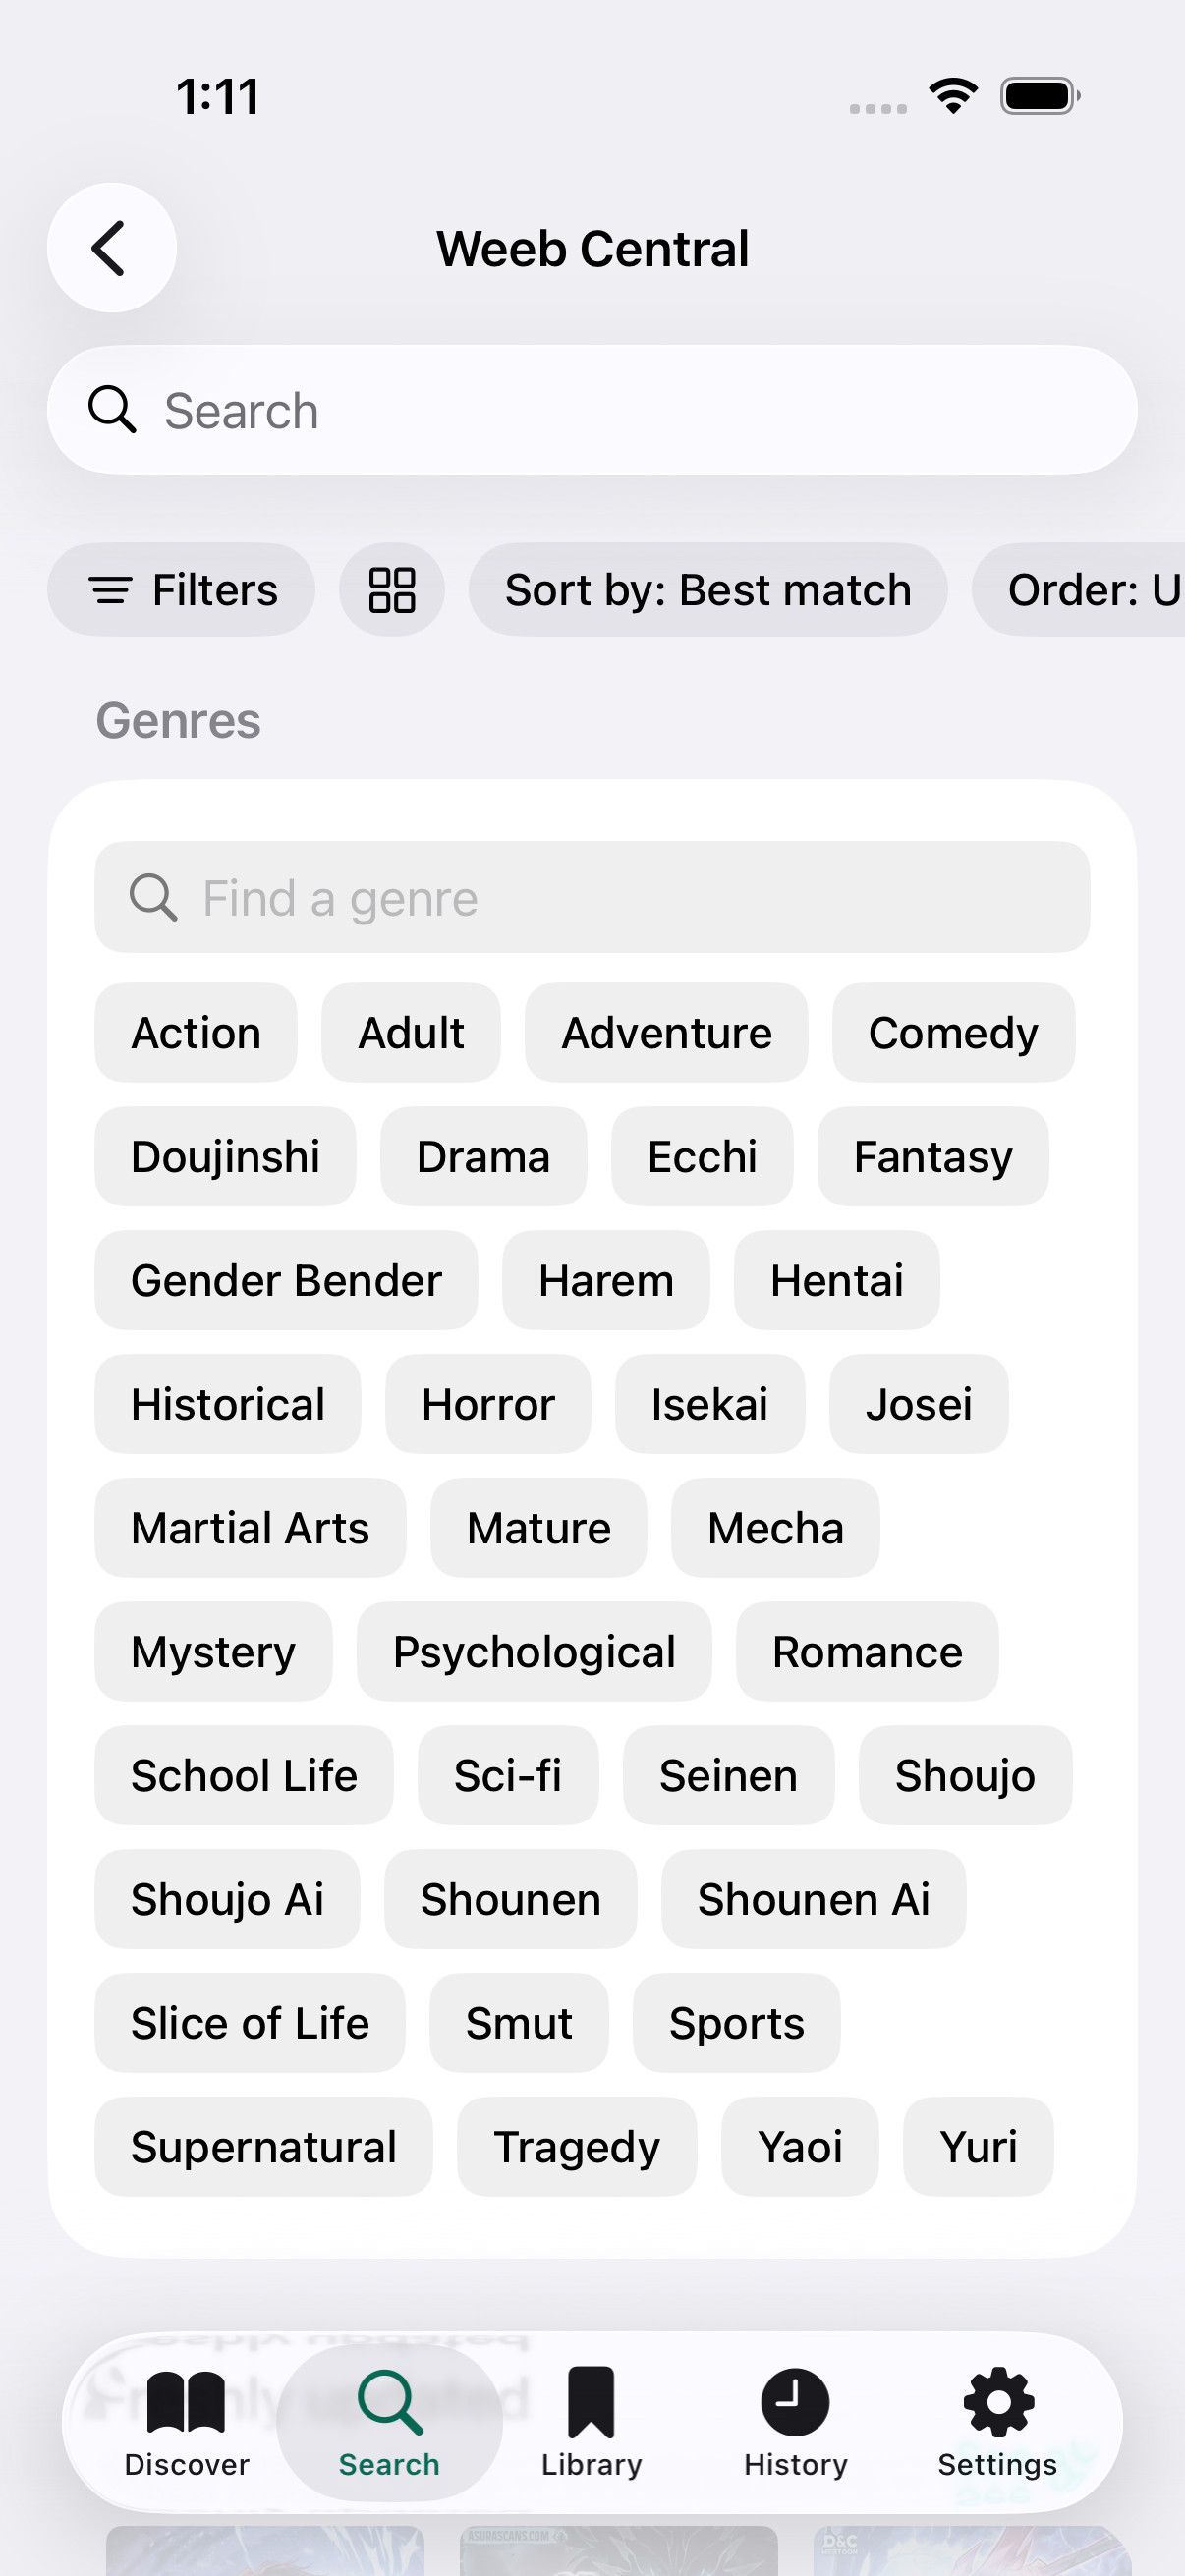 1:11
Weeb Central
Search
Filters
Sort by: Best match
Order: U
Genres
Find a genre
Action Adult Adventure Comedy
Doujinshi Drama Ecchi Fantasy
Gender Bender Harem Hentai
Historical Horror Isekai Josei
Martial Arts Mature Mecha
Mystery Psychological Romance
School Life Sci-fi Seinen Shoujo
Shoujo Ai Shounen Shounen Ai
Slice of Life Smut Sports
Supernatural Tragedy Yaoi Yuri
Discover Search Library History Settings
ASURASCANS.COM
D&C
WEBTOON